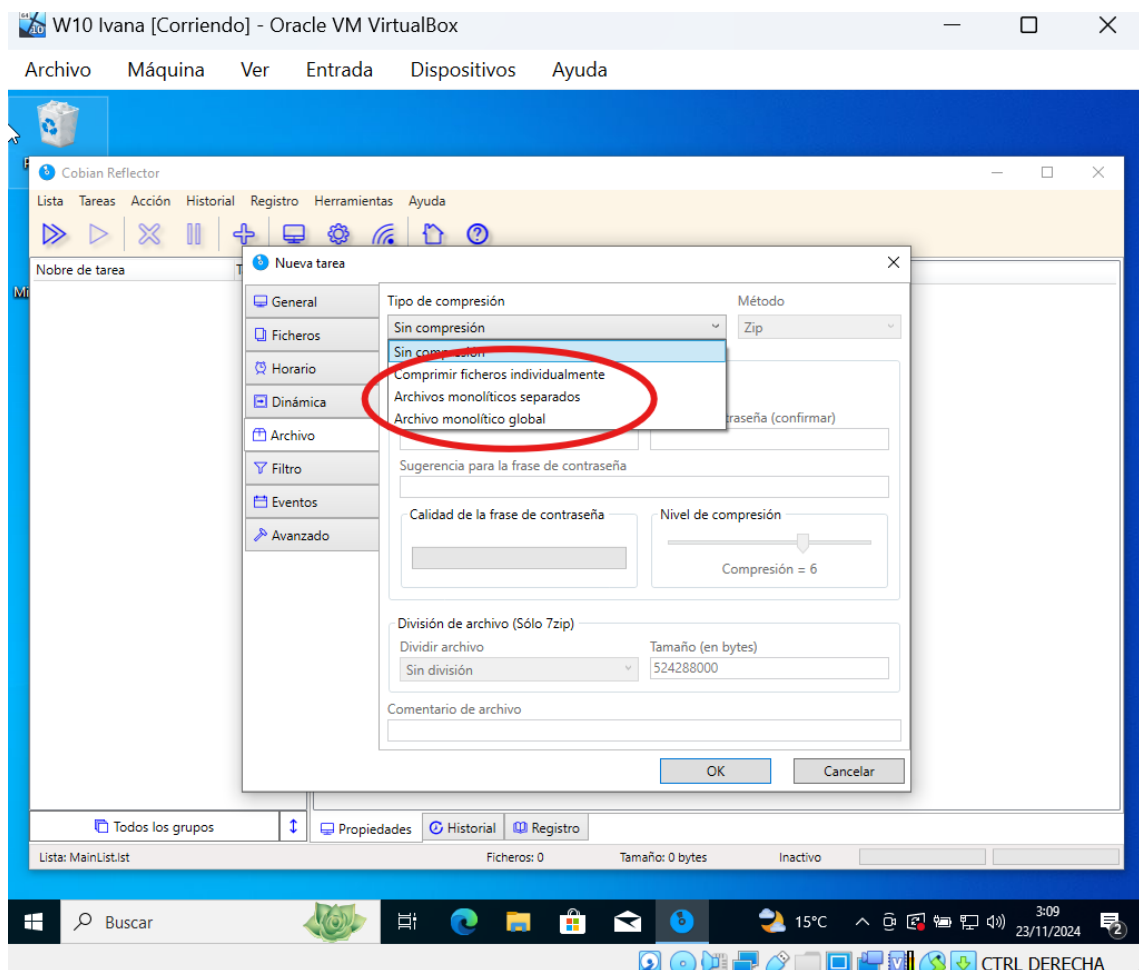 W10 Ivana [Corriendo] - Oracle VM VirtualBox
Archivo Máquina Ver Entrada Dispositivos Ayuda
Cobian Reflector
Lista Tareas Acción Historial Registro Herramientas Ayuda
Nobre de tarea
Nueva tarea
General
Ficheros
Horario
Dinámica
Archivo
Filtro
Eventos
Avanzado
Tipo de compresión Método
Sin compresión Zip
Sin compresión
Comprimir ficheros individualmente
Archivos monolíticos separados
Archivo monolítico global
(confirmar)
Sugerencia para la frase de contraseña
Calidad de la frase de contraseña Nivel de compresión
Compresión = 6
División de archivo (Sólo 7zip)
Dividir archivo Tamaño (en bytes)
Sin división 524288000
Comentario de archivo
OK Cancelar
Todos los grupos Propiedades Historial Registro
Lista: MainList.lst Ficheros: 0 Tamaño: 0 bytes Inactivo
Buscar 15°C 3:09
23/11/2024 2
CTRL DERECHA